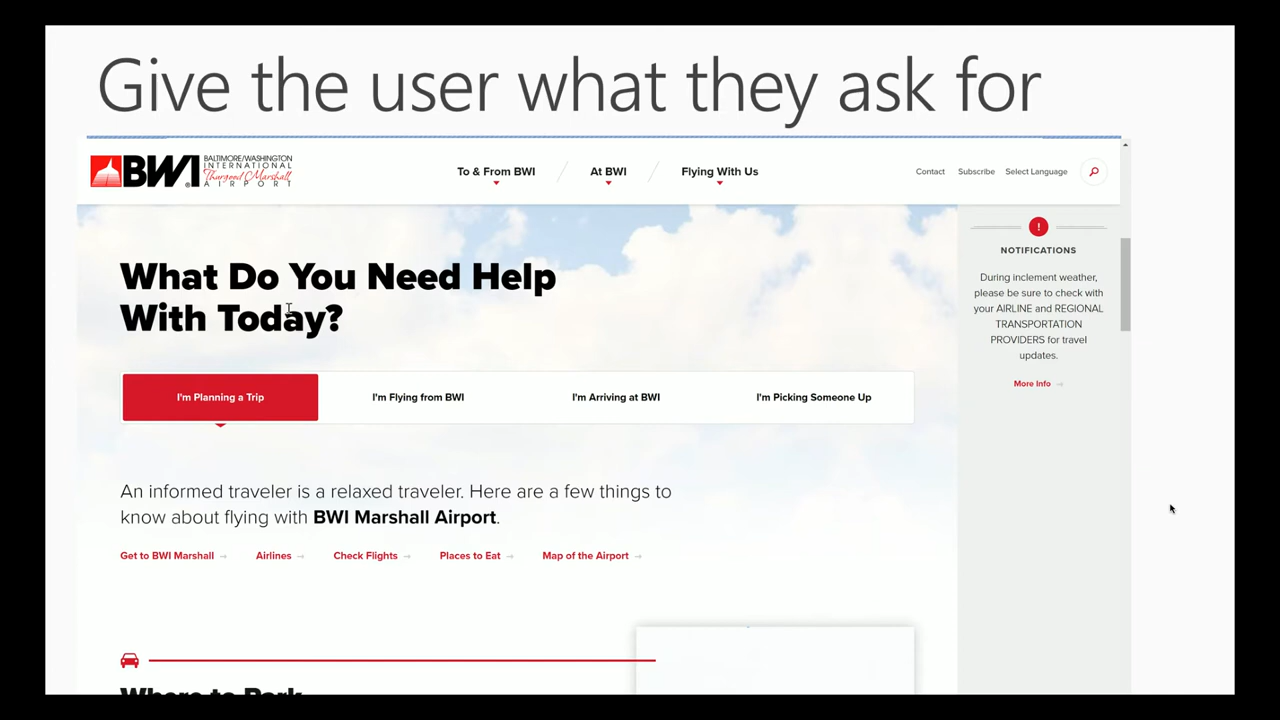 Give the user what they ask for
BWI
BALTIMORE/WASHINGTON
INTERNATIONAL
Thurgood Marshall
AIRPORT
To & From BWI
At BWI
Flying With Us
Contact
Subscribe
Select Language
What Do You Need Help
With Today?
I'm Planning a Trip
I'm Flying from BWI
I'm Arriving at BWI
I'm Picking Someone Up
An informed traveler is a relaxed traveler. Here are a few things to
know about flying with BWI Marshall Airport.
Get to BWI Marshall
Airlines
Check Flights
Places to Eat
Map of the Airport
Where to Park
!
NOTIFICATIONS
During inclement weather,
please be sure to check with
your AIRLINE and REGIONAL
TRANSPORTATION
PROVIDERS for travel
updates.
More Info